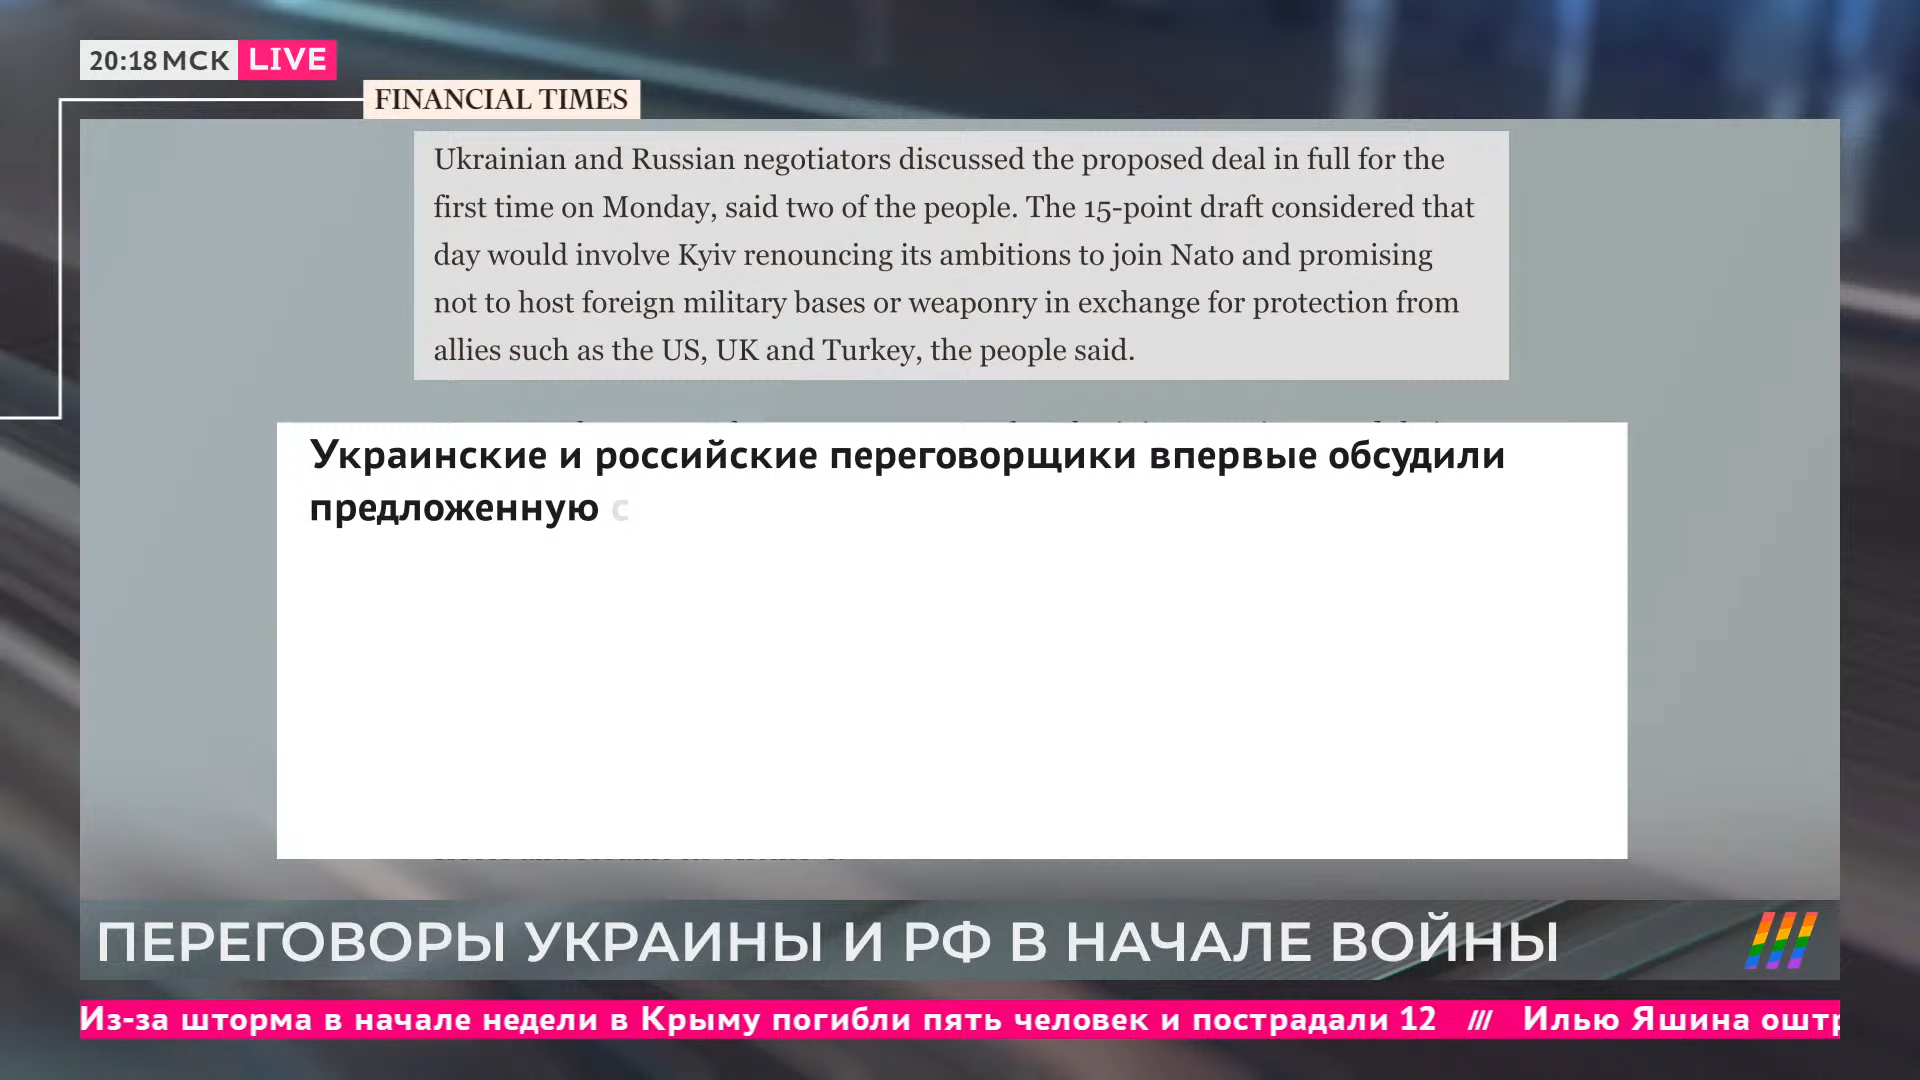 20:18 МСК LIVE
FINANCIAL TIMES
Ukrainian and Russian negotiators discussed the proposed deal in full for the
first time on Monday, said two of the people. The 15-point draft considered that
day would involve Kyiv renouncing its ambitions to join Nato and promising
not to host foreign military bases or weaponry in exchange for protection from
allies such as the US, UK and Turkey, the people said.
Украинские и российские переговорщики впервые обсудили
предложенную с
ПЕРЕГОВОРЫ УКРАИНЫ И РФ В НАЧАЛЕ ВОЙНЫ
Из-за шторма в начале недели в Крыму погибли пять человек и пострадали 12 /// Илью Яшина оштр